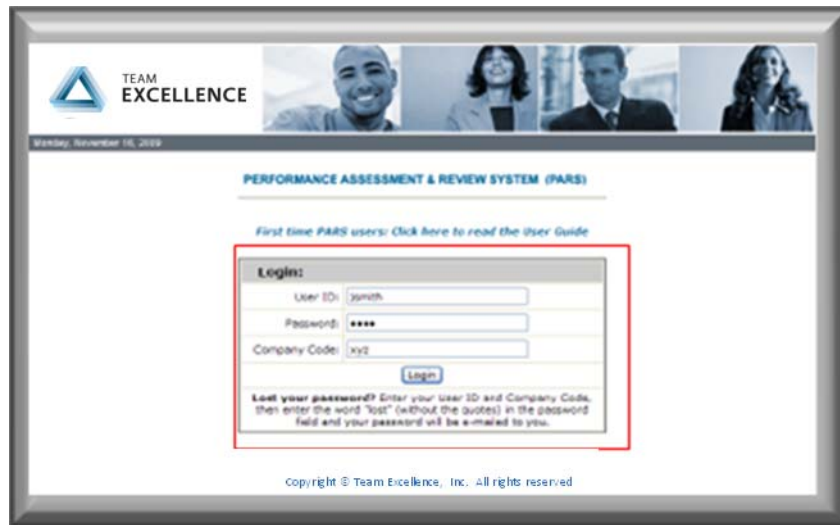 TEAM
EXCELLENCE
Monday, November 16, 2009
PERFORMANCE ASSESSMENT & REVIEW SYSTEM (PARS)
First time PARS users: Click here to read the User Guide
Login:
User ID: jsmith
Password: ••••
Company Code: xyz
Login
Lost your password? Enter your User ID and Company Code,
then enter the word "lost" (without the quotes) in the password
field and your password will be e-mailed to you.
Copyright © Team Excellence, Inc. All rights reserved